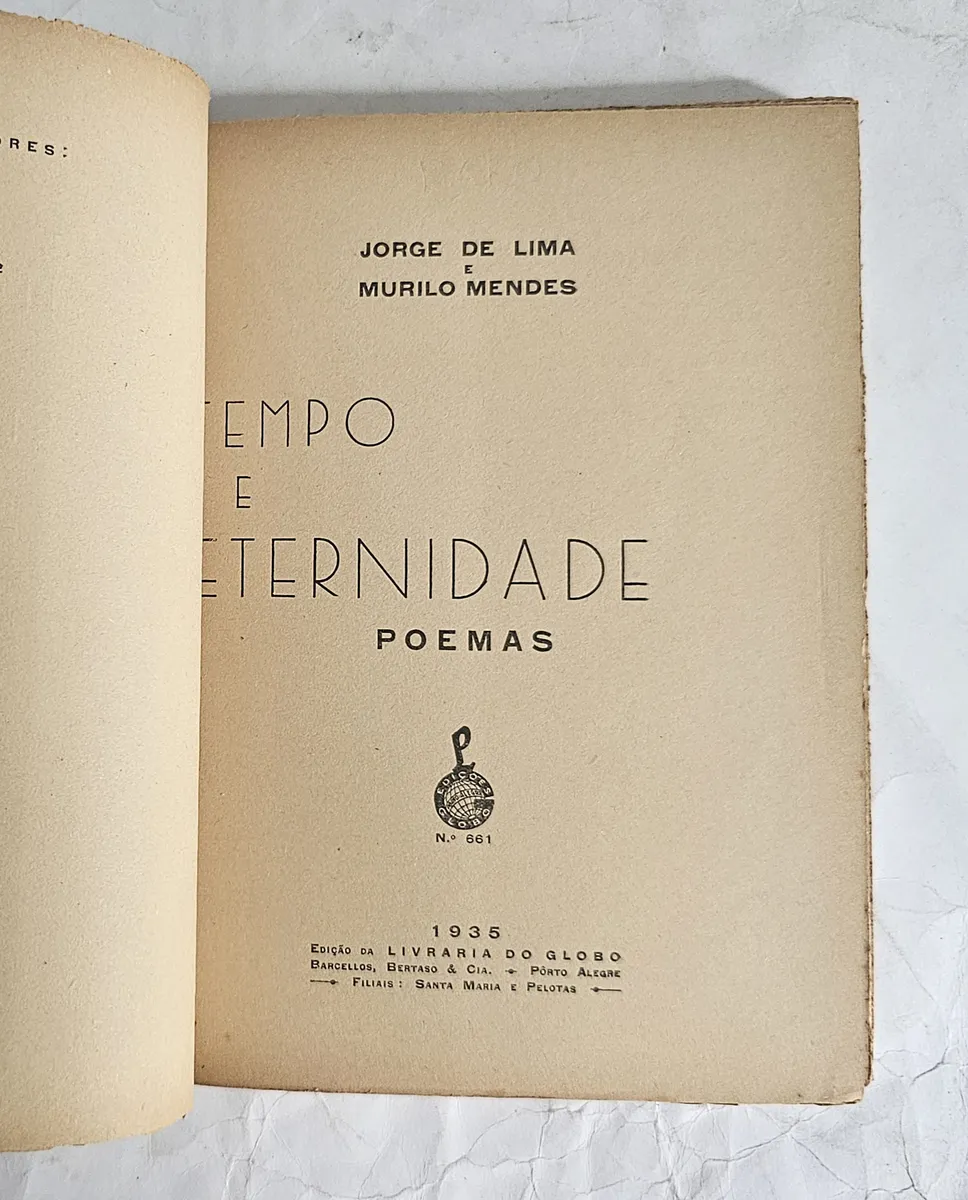 JORGE DE LIMA
E
MURILO MENDES
TEMPO
E
ETERNIDADE
POEMAS
EDIÇÕES
GLOBO
N.º 661
1935
EDIÇÃO DA LIVRARIA DO GLOBO
BARCELLOS, BERTASO & CIA. PÔRTO ALEGRE
FILIAIS: SANTA MARIA E PELOTAS